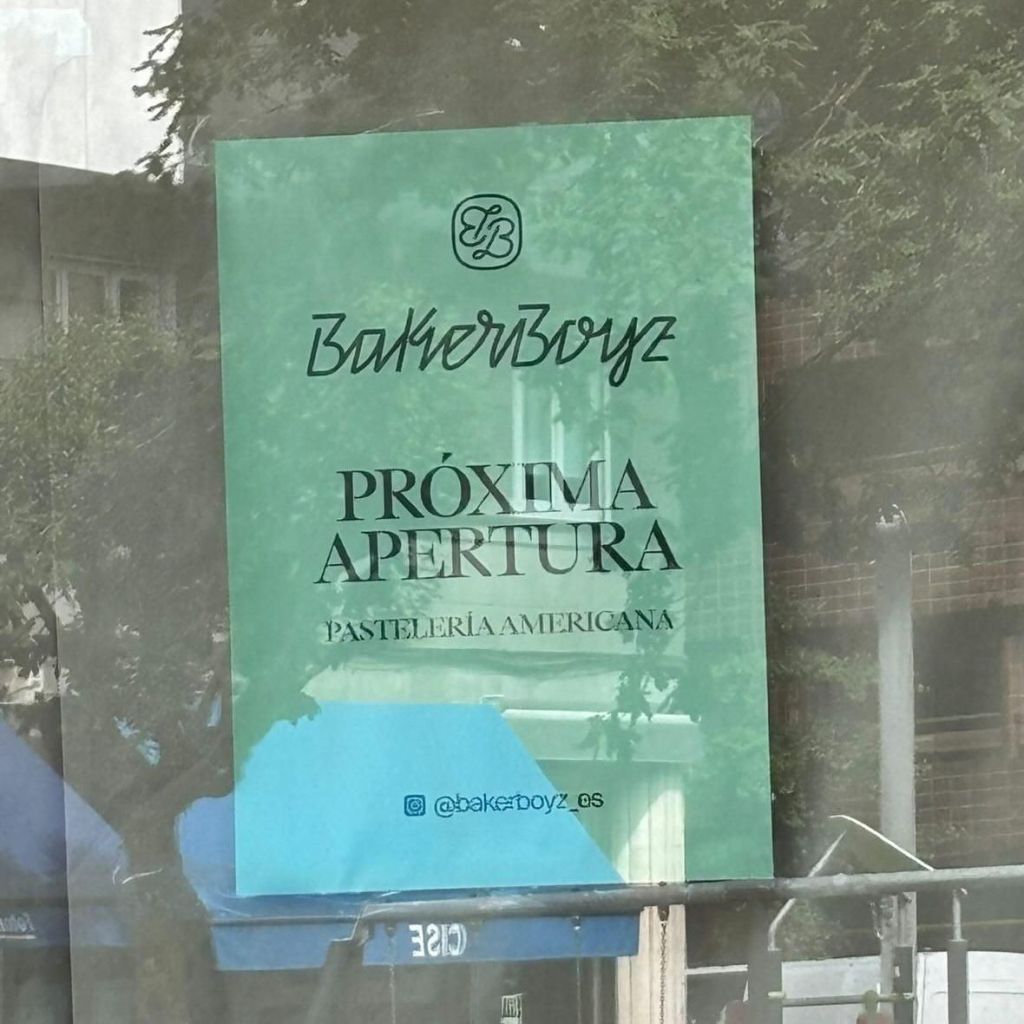 BakerBoyz
PRÓXIMA
APERTURA
PASTELERÍA AMERICANA
@bakerboyz_es